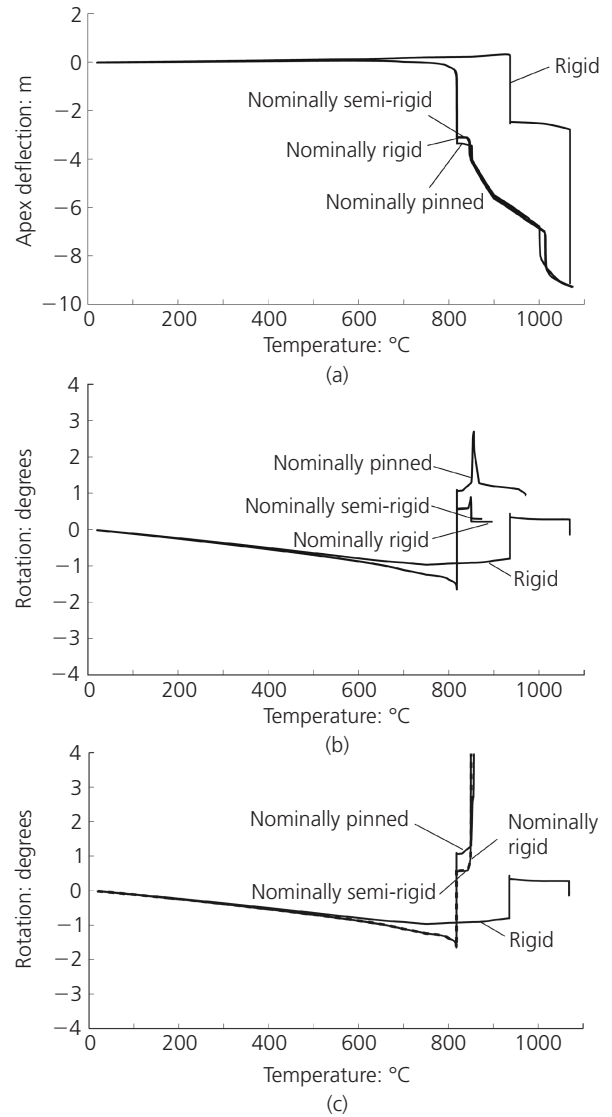 2
0
−2
−4
−6
−8
−10
Apex deflection: m
Rigid
Nominally semi-rigid
Nominally rigid
Nominally pinned
0 200 400 600 800 1000
Temperature: °C
(a)
4
3
2
1
0
−1
−2
−3
−4
Rotation: degrees
Nominally pinned
Nominally semi-rigid
Nominally rigid
Rigid
0 200 400 600 800 1000
Temperature: °C
(b)
4
3
2
1
0
−1
−2
−3
−4
Rotation: degrees
Nominally pinned
Nominally
rigid
Nominally semi-rigid
Rigid
0 200 400 600 800 1000
Temperature: °C
(c)